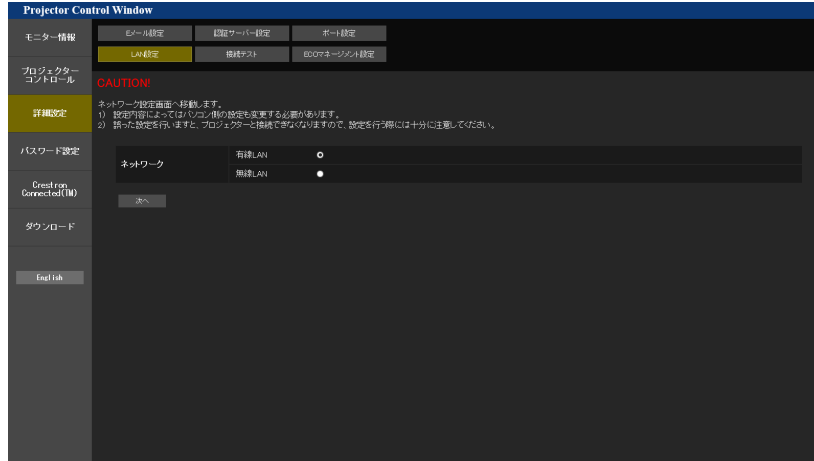 Projector Control Window
モニター情報
プロジェクター
コントロール
詳細設定
パスワード設定
Crestron
Connected(TM)
ダウンロード
English
Eメール設定
認証サーバー設定
ポート設定
LAN設定
接続テスト
ECOマネージメント設定
CAUTION!
ネットワーク設定画面へ移動します。
1) 設定内容によってはパソコン側の設定も変更する必要があります。
2) 誤った設定を行いますと、プロジェクターと接続できなくなりますので、設定を行う際には十分に注意してください。
ネットワーク
有線LAN
無線LAN
次へ